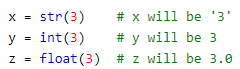 x = str(3)    # x will be '3'
y = int(3)    # y will be 3
z = float(3)  # z will be 3.0